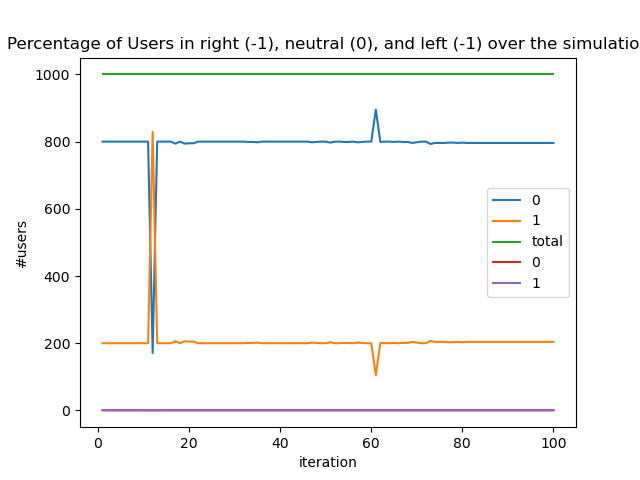 Percentage of Users in right (-1), neutral (0), and left (-1) over the simulatio
1000
800
600
400
200
0
#users
0
1
total
0
1
0 20 40 60 80 100
iteration